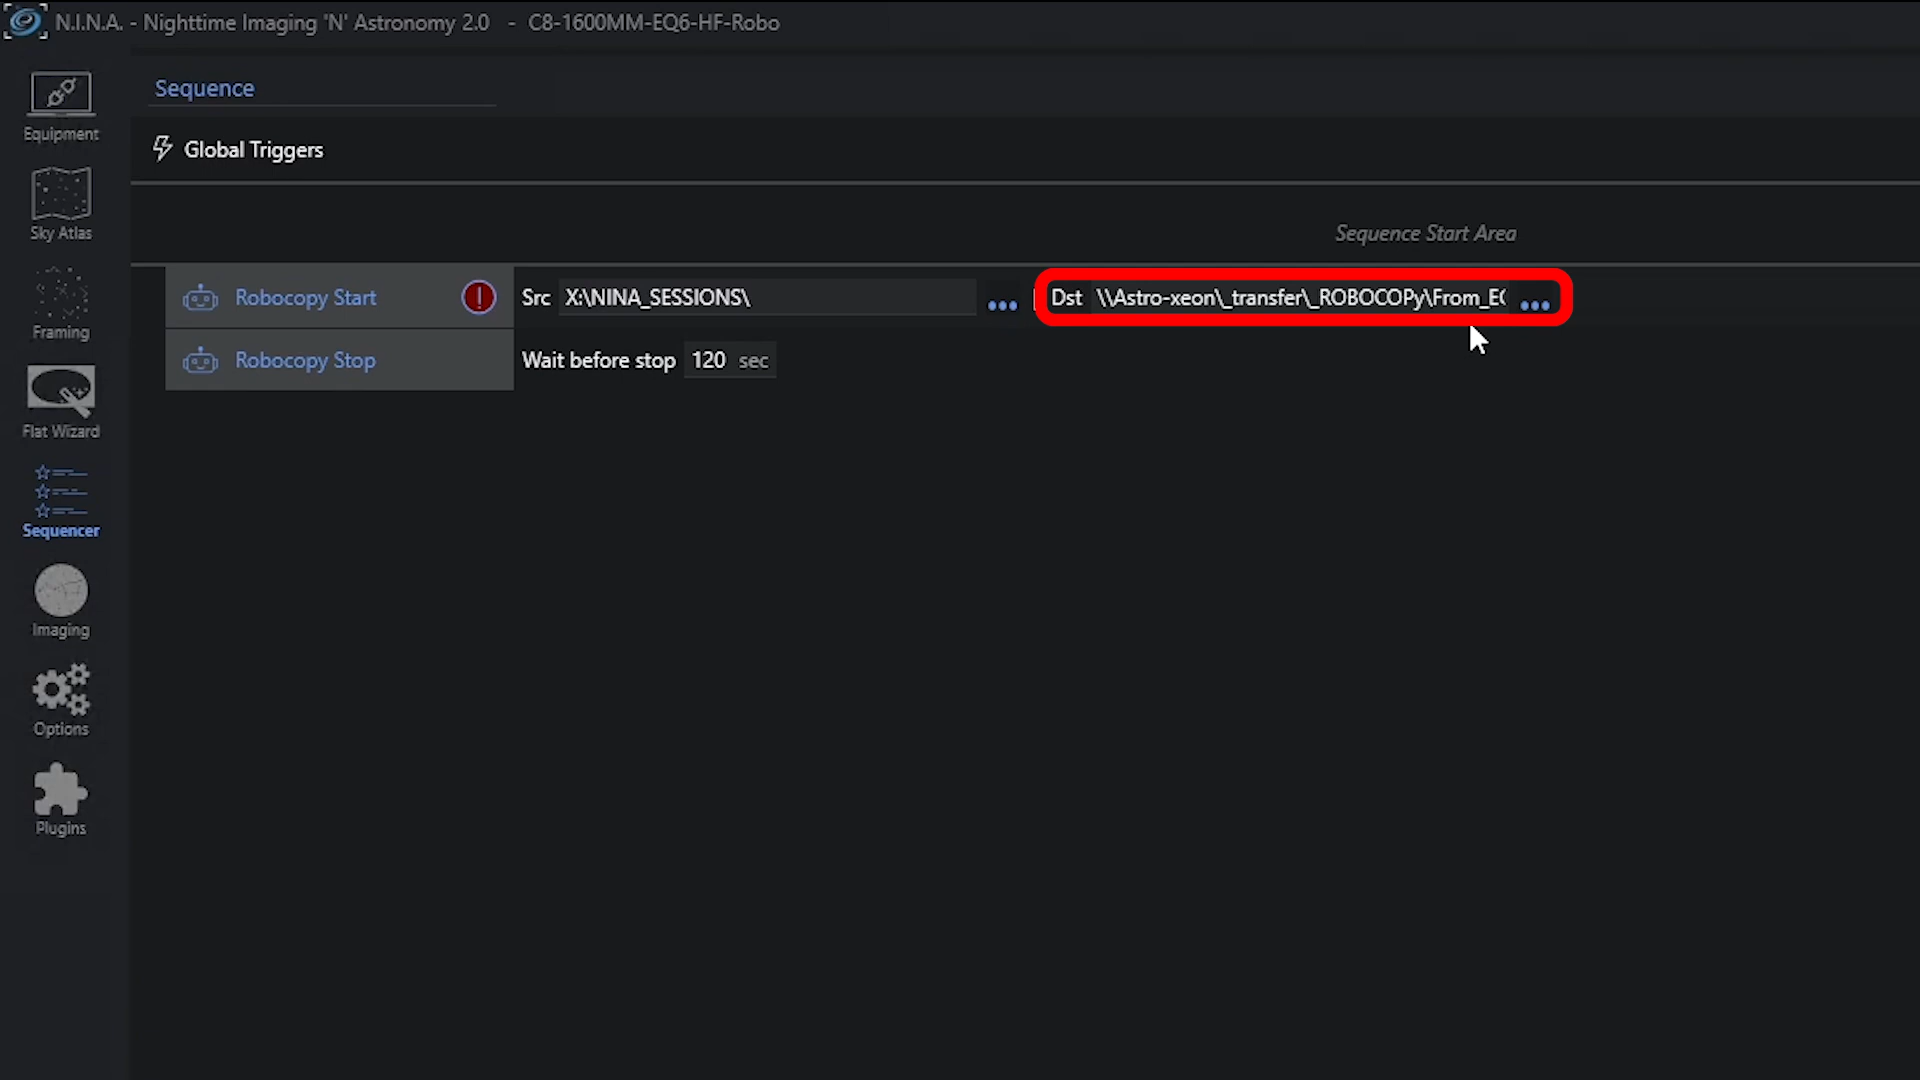 N.I.N.A. - Nighttime Imaging 'N' Astronomy 2.0 - C8-1600MM-EQ6-HF-Robo
Equipment
Sky Atlas
Framing
Flat Wizard
Sequencer
Imaging
Options
Plugins
Sequence
Global Triggers
Sequence Start Area
Robocopy Start ! Src X:\NINA_SESSIONS\ ... Dst \\Astro-xeon\_transfer\_ROBOCOPy\From_EQ ...
Robocopy Stop Wait before stop 120 sec